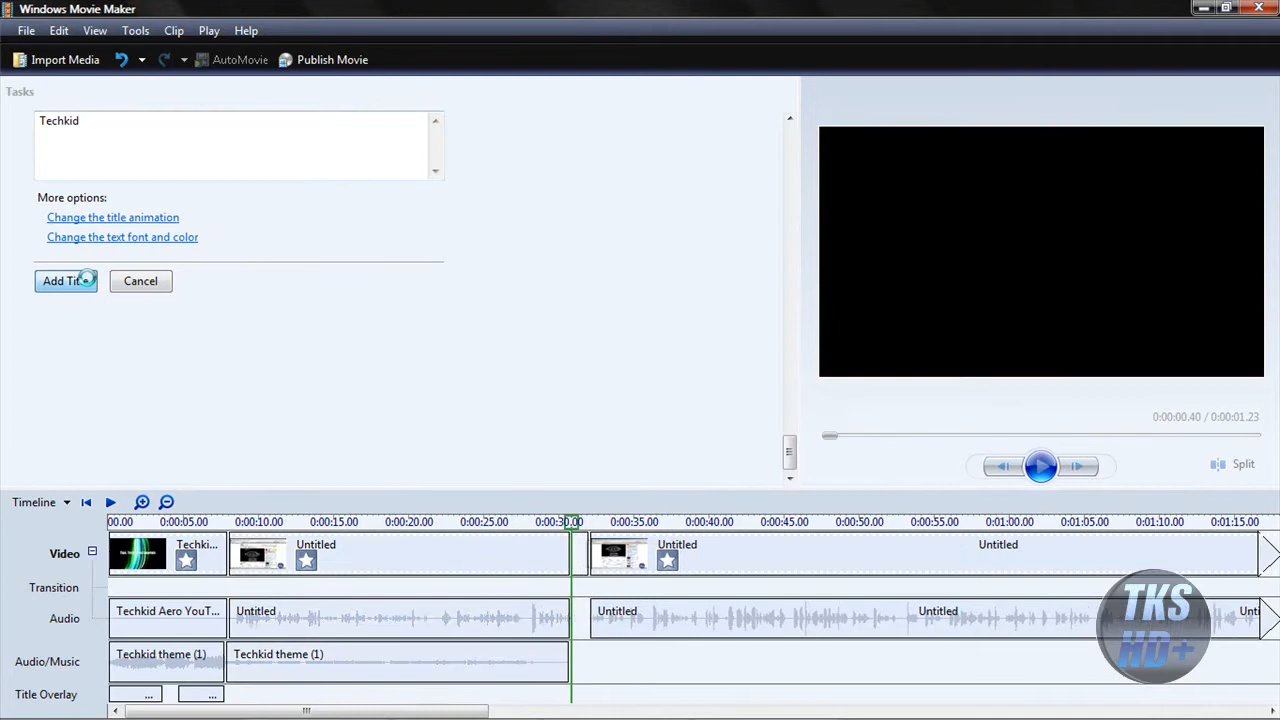 Windows Movie Maker
File Edit View Tools Clip Play Help
Import Media AutoMovie Publish Movie
Tasks
Techkid
More options:
Change the title animation
Change the text font and color
Add Title Cancel
0:00:00.40 / 0:00:01.23
Split
Timeline
00.00 0:00:05.00 0:00:10.00 0:00:15.00 0:00:20.00 0:00:25.00 0:00:30.00 0:00:35.00 0:00:40.00 0:00:45.00 0:00:50.00 0:00:55.00 0:01:00.00 0:01:05.00 0:01:10.00 0:01:15.00
Video Techki... Untitled Untitled Untitled
Transition
Audio Techkid Aero YouT... Untitled Untitled Untitled Unti
Audio/Music Techkid theme (1) Techkid theme (1)
Title Overlay ... ...
TKS
HD+